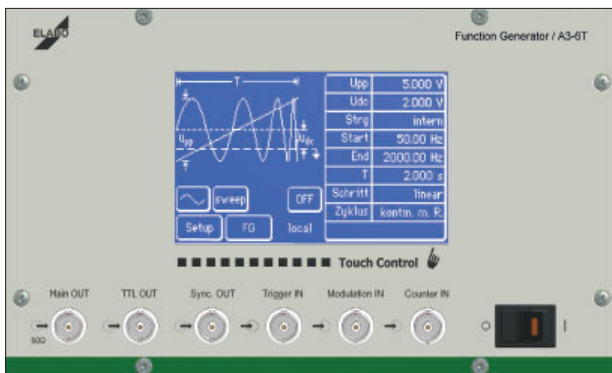 ELABO
Function Generator / A3-6T
T
Upp
Udc
Upp 5.000 V
Udc 2.000 V
Strg intern
Start 50.00 Hz
End 2000.00 Hz
T 2.000 s
Schritt linear
Zyklus kontin. m. R.
sweep OFF
Setup FG local
Touch Control
Main OUT TTL OUT Sync. OUT Trigger IN Modulation IN Counter IN
50Ω
O I